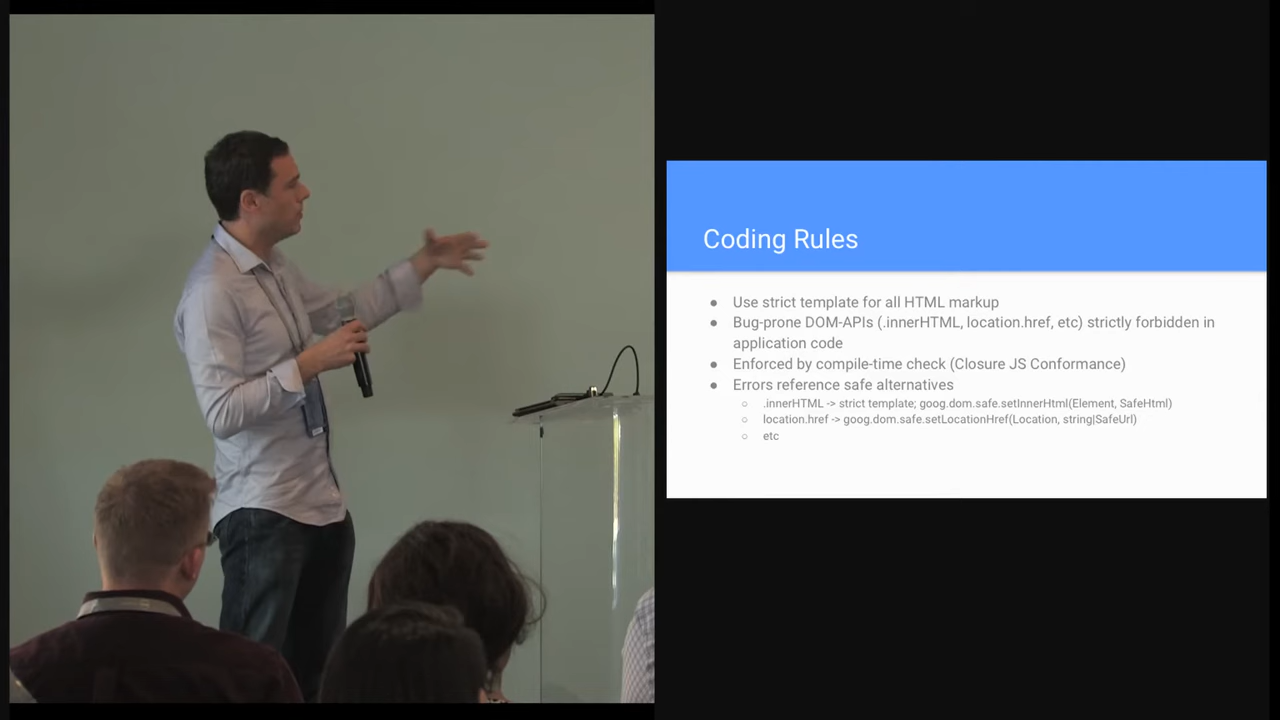 Coding Rules
● Use strict template for all HTML markup
● Bug-prone DOM-APIs (.innerHTML, location.href, etc) strictly forbidden in
application code
● Enforced by compile-time check (Closure JS Conformance)
● Errors reference safe alternatives
○ .innerHTML -> strict template; goog.dom.safe.setInnerHtml(Element, SafeHtml)
○ location.href -> goog.dom.safe.setLocationHref(Location, string|SafeUrl)
○ etc